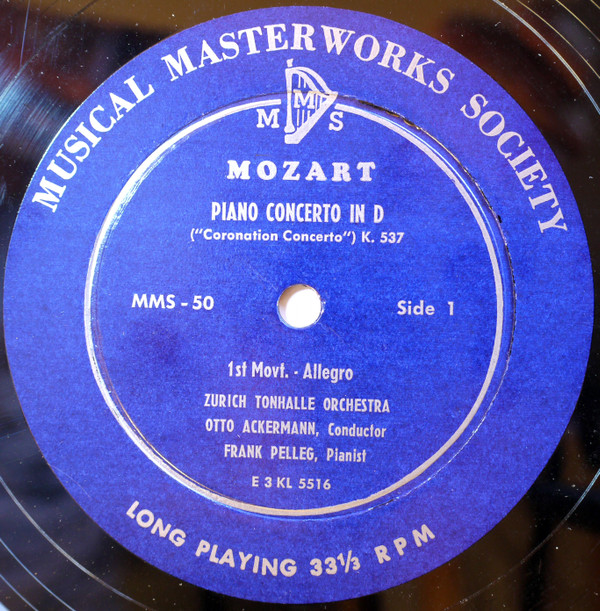 MUSICAL MASTERWORKS SOCIETY
M M S
MOZART
PIANO CONCERTO IN D
("Coronation Concerto") K. 537
MMS - 50 Side 1
1st Movt. - Allegro
ZURICH TONHALLE ORCHESTRA
OTTO ACKERMANN, Conductor
FRANK PELLEG, Pianist
E 3 KL 5516
LONG PLAYING 33⅓ RPM